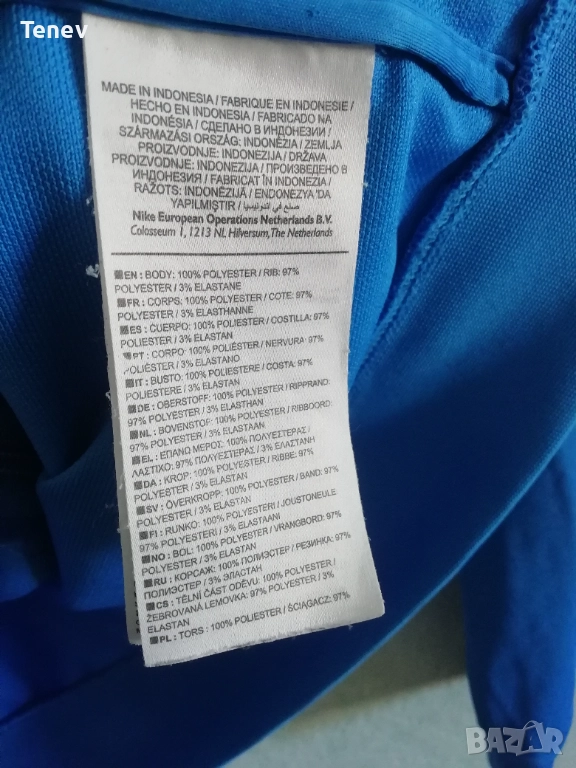 Tenev
MADE IN INDONESIA / FABRIQUE EN INDONESIE /
HECHO EN INDONESIA / FABRICADO NA
INDONÉSIA / СДЕЛАНО В ИНДОНЕЗИИ /
SZÁRMAZÁSI ORSZÁG: INDONÉZIA / ZEMLJA
PROIZVODNJE: INDONEZIJA / DRŽAVA
PROIZVODNJE: INDONEZIJA / ПРОИЗВЕДЕНО В
ИНДОНЕЗИЯ / FABRICAT ÎN INDONEZIA /
RAŽOTS: INDONĒZIJĀ / ENDONEZYA 'DA
YAPILMIŞTIR / صنع في اندونيسيا
Nike European Operations Netherlands B.V.
Colosseum 1, 1213 NL Hilversum, The Netherlands
EN : BODY: 100% POLYESTER / RIB: 97%
POLYESTER / 3% ELASTANE
FR : CORPS: 100% POLYESTER / COTE: 97%
POLYESTER / 3% ELASTHANNE
ES : CUERPO: 100% POLIÉSTER / COSTILLA: 97%
POLIÉSTER / 3% ELASTAN
PT : CORPO: 100% POLIÉSTER / NERVURA: 97%
POLIÉSTER / 3% ELASTANO
IT : BUSTO: 100% POLIESTERE / COSTA: 97%
POLIESTERE / 3% ELASTAN
DE : OBERSTOFF: 100% POLYESTER / RIPPRAND:
97% POLYESTER / 3% ELASTHAN
NL : BOVENSTOF: 100% POLYESTER / RIBBOORD:
97% POLYESTER / 3% ELASTAN
EL : ΕΠΑΝΩ ΜΕΡΟΣ: 100% ΠΟΛΥΕΣΤΕΡΑΣ /
ΛΑΣΤΙΧΟ: 97% ΠΟΛΥΕΣΤΕΡΑΣ / 3% ΕΛΑΣΤΑΝΗ
DA : KROP: 100% POLYESTER / RIBBE: 97%
POLYESTER / 3% ELASTAN
SV : ÖVERKROPP: 100% POLYESTER / BAND: 97%
POLYESTER / 3% ELASTAN
FI : RUNKO: 100% POLYESTERI / JOUSTONEULE:
97% POLYESTERI / 3% ELASTAANI
NO : BOL: 100% POLYESTER / VRANGBORD: 97%
POLYESTER / 3% ELASTAN
RU : КОРСАЖ: 100% ПОЛИЭСТЕР / РЕЗИНКА: 97%
ПОЛИЭСТЕР / 3% ЭЛАСТАН
CS : TĚLNÍ ČÁST ODĚVU: 100% POLYESTER /
ŽEBROVANÁ LEMOVKA: 97% POLYESTER / 3%
ELASTAN
PL : TORS : 100% POLIESTER / ŚCIĄGACZ: 97%
BAZAR